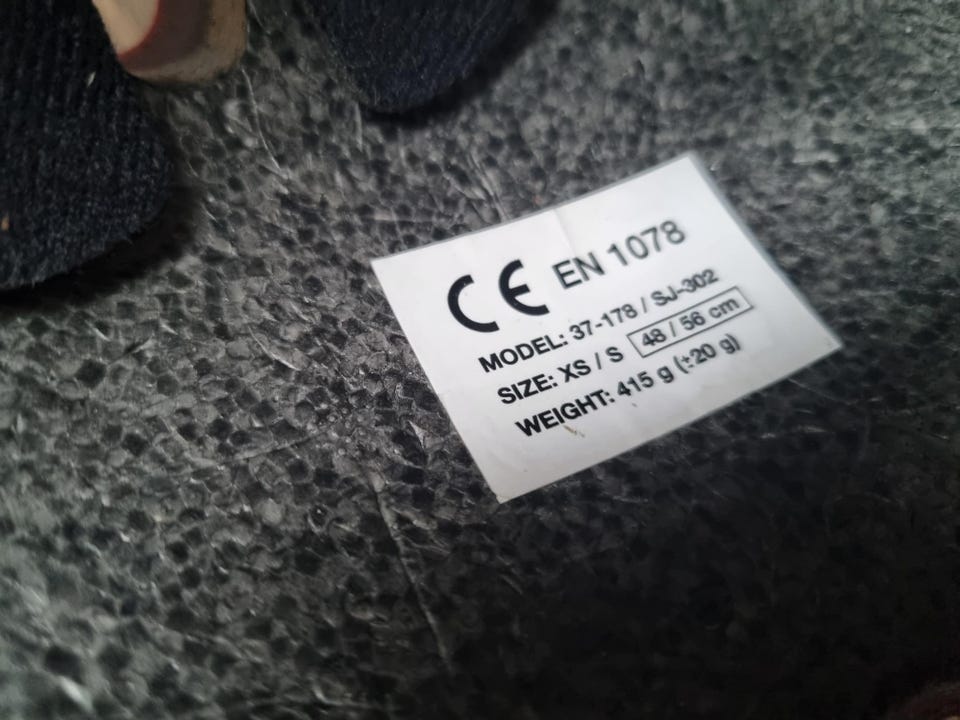 CE EN 1078
MODEL: 37-178 / SJ-302
SIZE: XS / S 48 / 56 cm
WEIGHT: 415 g (±20 g)